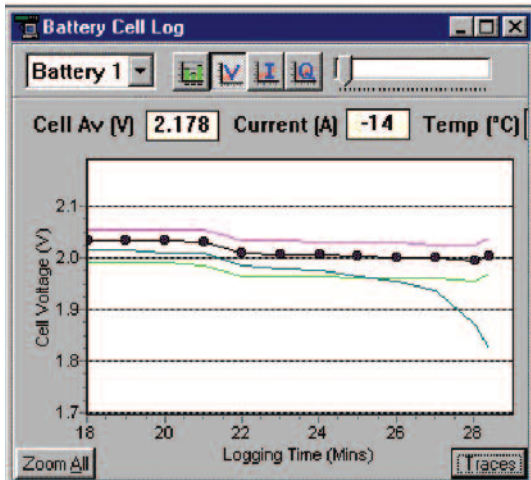 Battery Cell Log
Battery 1
V I Q
Cell Av (V) 2.178 Current (A) -14 Temp (°C)
2.1
2.0
1.9
1.8
1.7
Cell Voltage (V)
18 20 22 24 26 28
Logging Time (Mins)
Zoom All
Traces